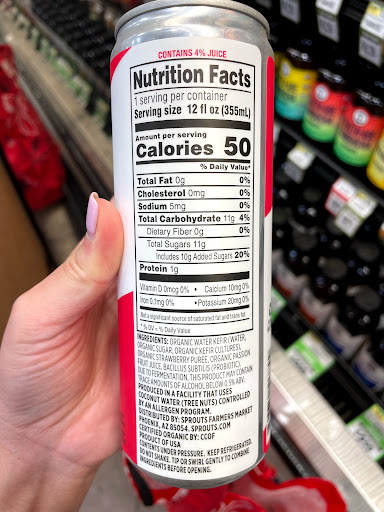 CONTAINS 4% JUICE
Nutrition Facts
1 serving per container
Serving size 12 fl oz (355mL)
Amount per serving
Calories 50
% Daily Value*
Total Fat 0g 0%
Cholesterol 0mg 0%
Sodium 5mg 0%
Total Carbohydrate 11g 4%
Dietary Fiber 0g 0%
Total Sugars 11g
Includes 10g Added Sugars 20%
Protein 1g
Vitamin D 0mcg 0% • Calcium 10mg 0%
Iron 0.1mg 0% • Potassium 20mg 0%
Not a significant source of saturated fat and trans fat.
* % DV = % Daily Value
INGREDIENTS: ORGANIC WATER KEFIR (WATER,
ORGANIC SUGAR, ORGANIC KEFIR CULTURES),
ORGANIC STRAWBERRY PUREE, ORGANIC PASSION
FRUIT JUICE, BACILLUS SUBTILIS (PROBIOTIC).
DUE TO FERMENTATION, THIS PRODUCT MAY CONTAIN
TRACE AMOUNTS OF ALCOHOL BELOW 0.5% ABV.
PRODUCED IN A FACILITY THAT USES
COCONUT WATER (TREE NUTS) CONTROLLED
BY AN ALLERGEN PROGRAM.
DISTRIBUTED BY: SPROUTS FARMERS MARKET
PHOENIX, AZ 85054. SPROUTS.COM
CERTIFIED ORGANIC BY: CCOF
PRODUCT OF USA
CONTENTS UNDER PRESSURE. KEEP REFRIGERATED.
DO NOT SHAKE. TIP OR SWIRL GENTLY TO COMBINE
INGREDIENTS BEFORE OPENING.